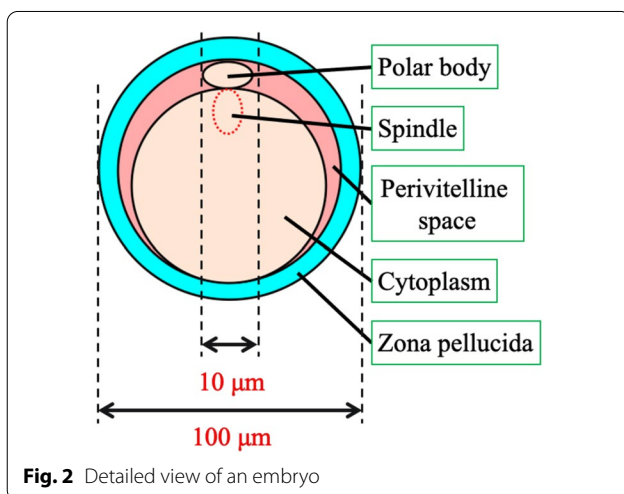 Polar body
Spindle
Perivitelline
space
Cytoplasm
Zona pellucida
10 μm
100 μm
Fig. 2 Detailed view of an embryo